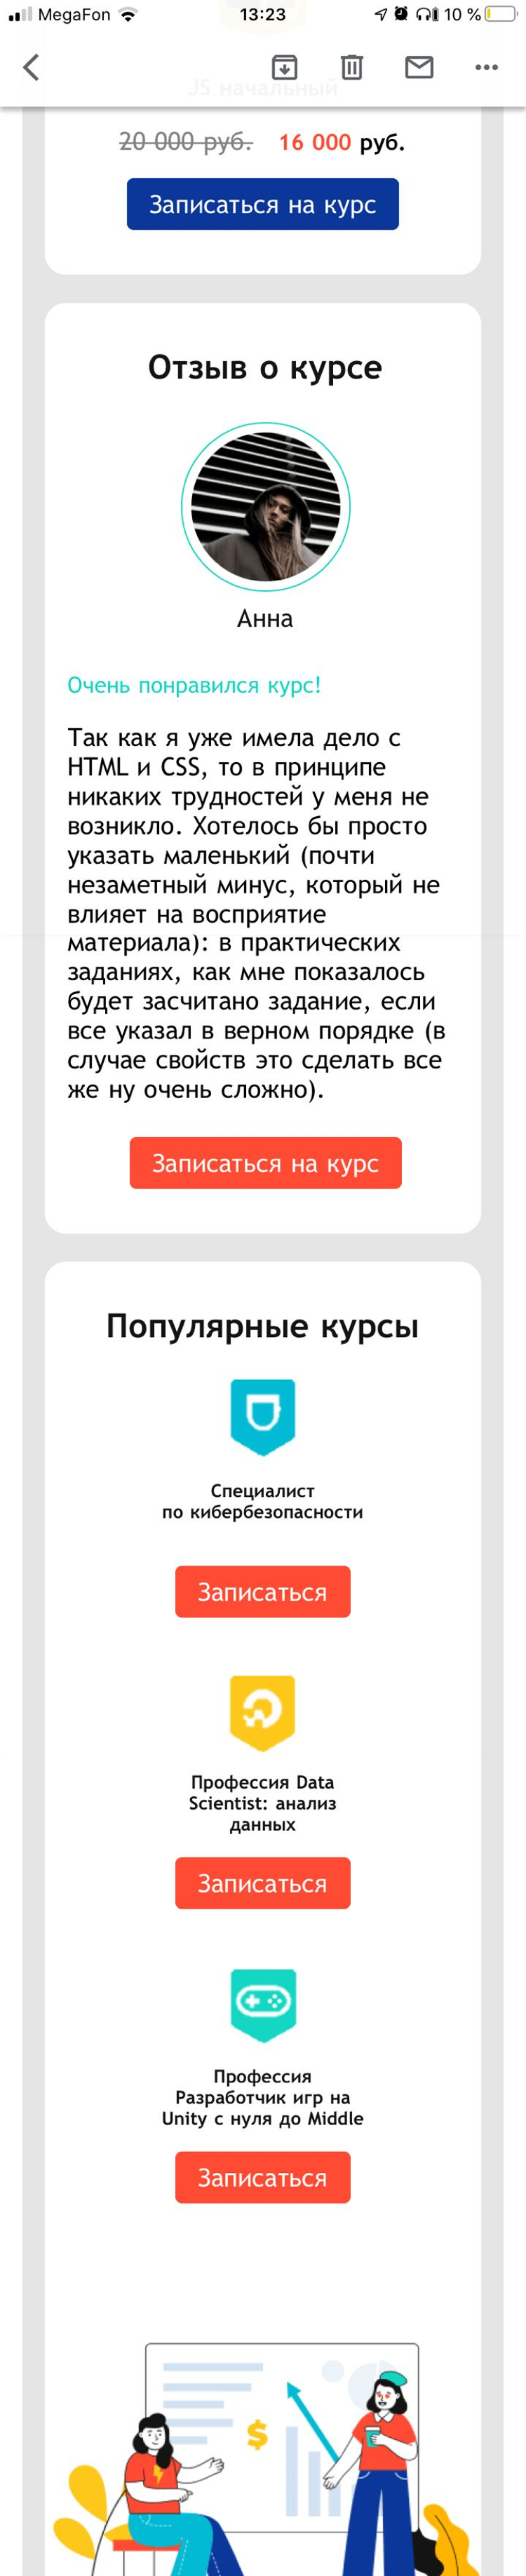 MegaFon
13:23
10 %
JS начальный
20 000 руб. 16 000 руб.
Записаться на курс
Отзыв о курсе
Анна
Очень понравился курс!
Так как я уже имела дело с
HTML и CSS, то в принципе
никаких трудностей у меня не
возникло. Хотелось бы просто
указать маленький (почти
незаметный минус, который не
влияет на восприятие
материала): в практических
заданиях, как мне показалось
будет засчитано задание, если
все указал в верном порядке (в
случае свойств это сделать все
же ну очень сложно).
Записаться на курс
Популярные курсы
Специалист
по кибербезопасности
Записаться
Профессия Data
Scientist: анализ
данных
Записаться
Профессия
Разработчик игр на
Unity с нуля до Middle
Записаться
$